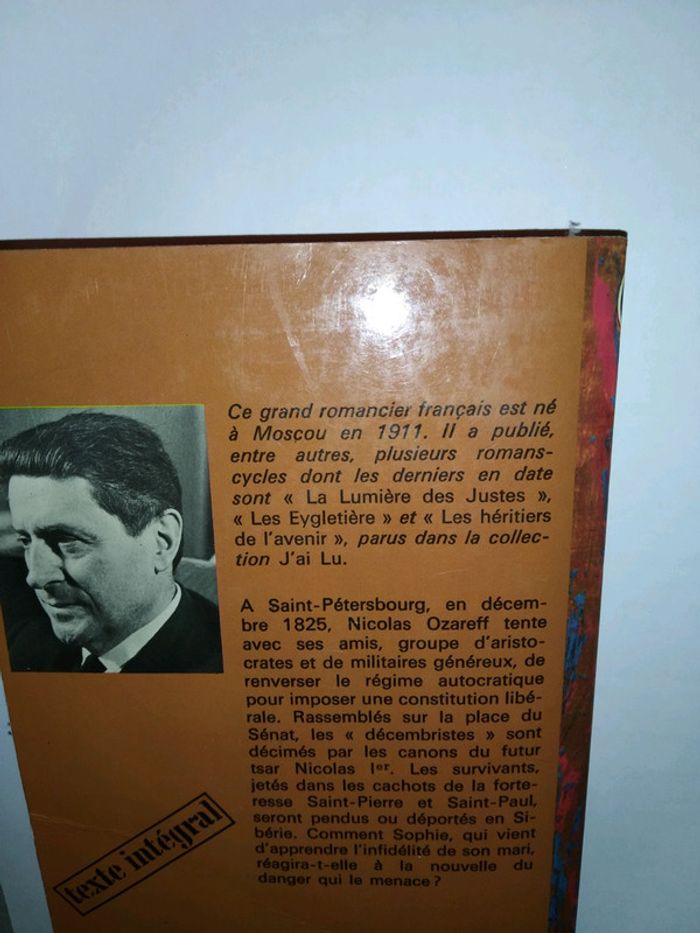 Ce grand romancier français est né
à Moscou en 1911. Il a publié,
entre autres, plusieurs romans-
cycles dont les derniers en date
sont « La Lumière des Justes »,
« Les Eygletière » et « Les héritiers
de l'avenir », parus dans la collec-
tion J'ai Lu.
A Saint-Pétersbourg, en décem-
bre 1825, Nicolas Ozareff tente
avec ses amis, groupe d'aristo-
crates et de militaires généreux, de
renverser le régime autocratique
pour imposer une constitution libé-
rale. Rassemblés sur la place du
Sénat, les « décembristes » sont
décimés par les canons du futur
tsar Nicolas Ier. Les survivants,
jetés dans les cachots de la forte-
resse Saint-Pierre et Saint-Paul,
seront pendus ou déportés en Si-
bérie. Comment Sophie, qui vient
d'apprendre l'infidélité de son mari,
réagira-t-elle à la nouvelle du
danger qui le menace ?
texte intégral